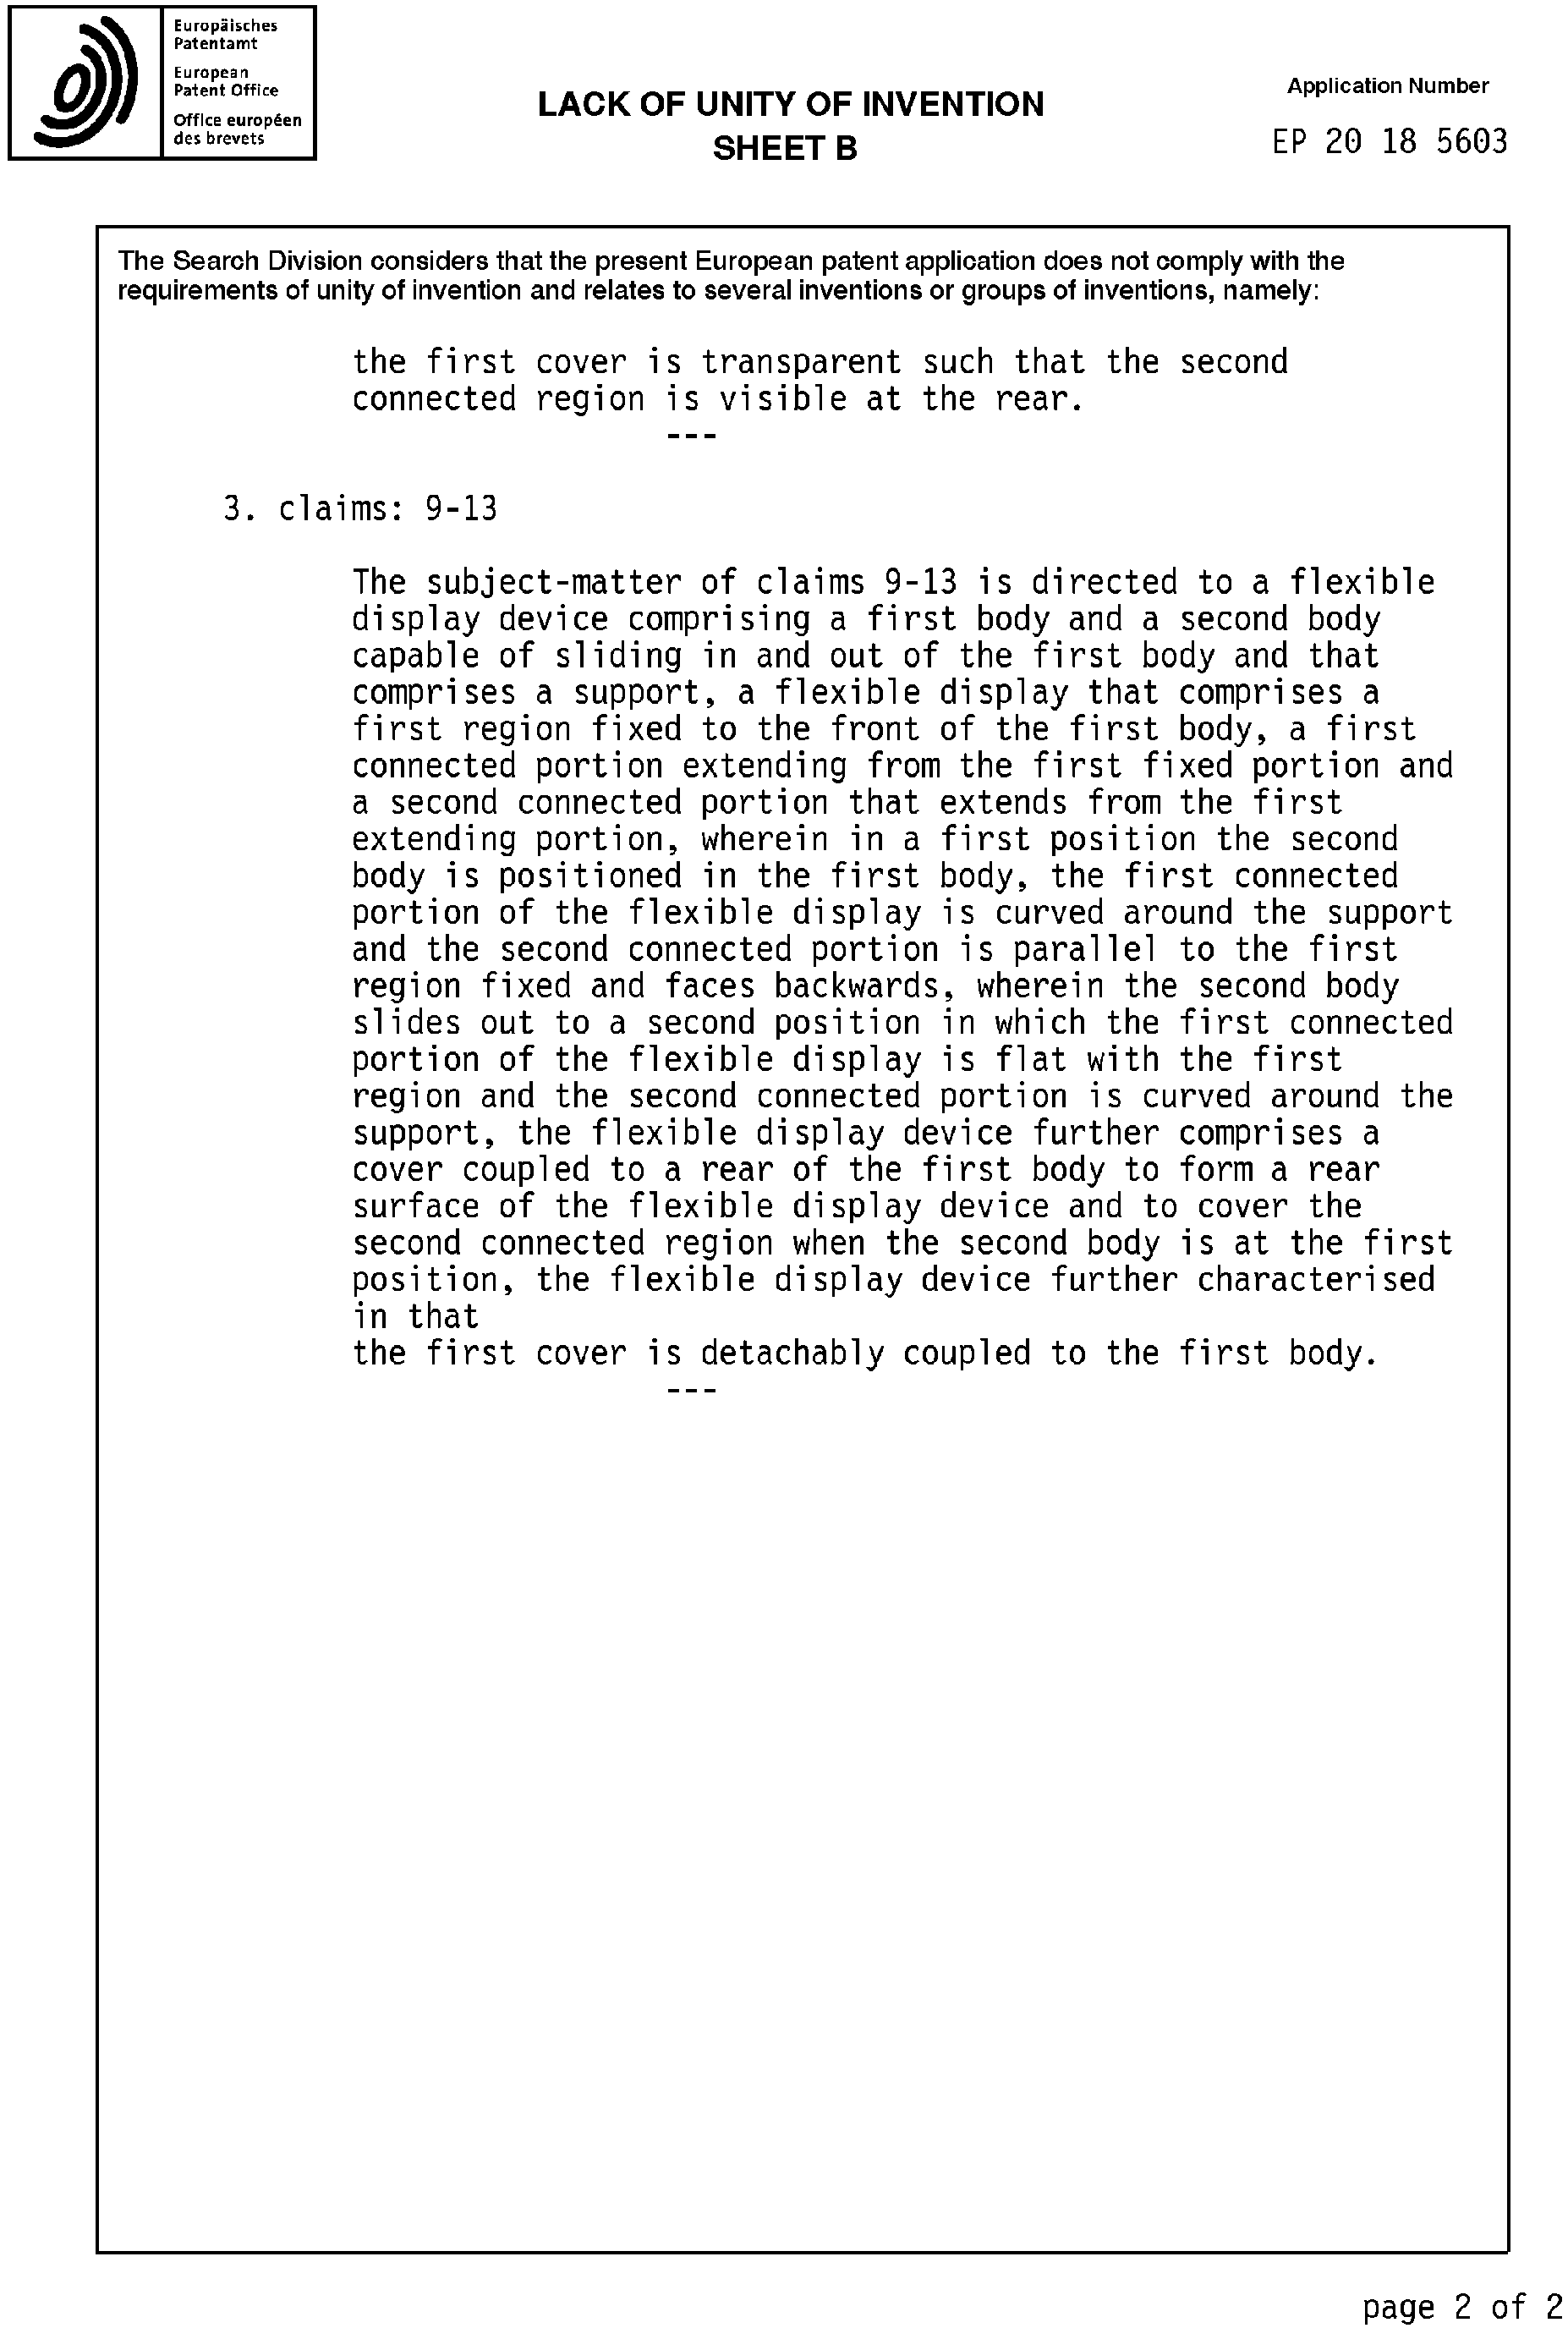 Europäisches
Patentamt
European
Patent Office
Office européen
des brevets
LACK OF UNITY OF INVENTION
SHEET B
Application Number
EP 20 18 5603
The Search Division considers that the present European patent application does not comply with the
requirements of unity of invention and relates to several inventions or groups of inventions, namely:
the first cover is transparent such that the second
connected region is visible at the rear.
---
3. claims: 9-13
The subject-matter of claims 9-13 is directed to a flexible
display device comprising a first body and a second body
capable of sliding in and out of the first body and that
comprises a support, a flexible display that comprises a
first region fixed to the front of the first body, a first
connected portion extending from the first fixed portion and
a second connected portion that extends from the first
extending portion, wherein in a first position the second
body is positioned in the first body, the first connected
portion of the flexible display is curved around the support
and the second connected portion is parallel to the first
region fixed and faces backwards, wherein the second body
slides out to a second position in which the first connected
portion of the flexible display is flat with the first
region and the second connected portion is curved around the
support, the flexible display device further comprises a
cover coupled to a rear of the first body to form a rear
surface of the flexible display device and to cover the
second connected region when the second body is at the first
position, the flexible display device further characterised
in that
the first cover is detachably coupled to the first body.
---
page 2 of 2